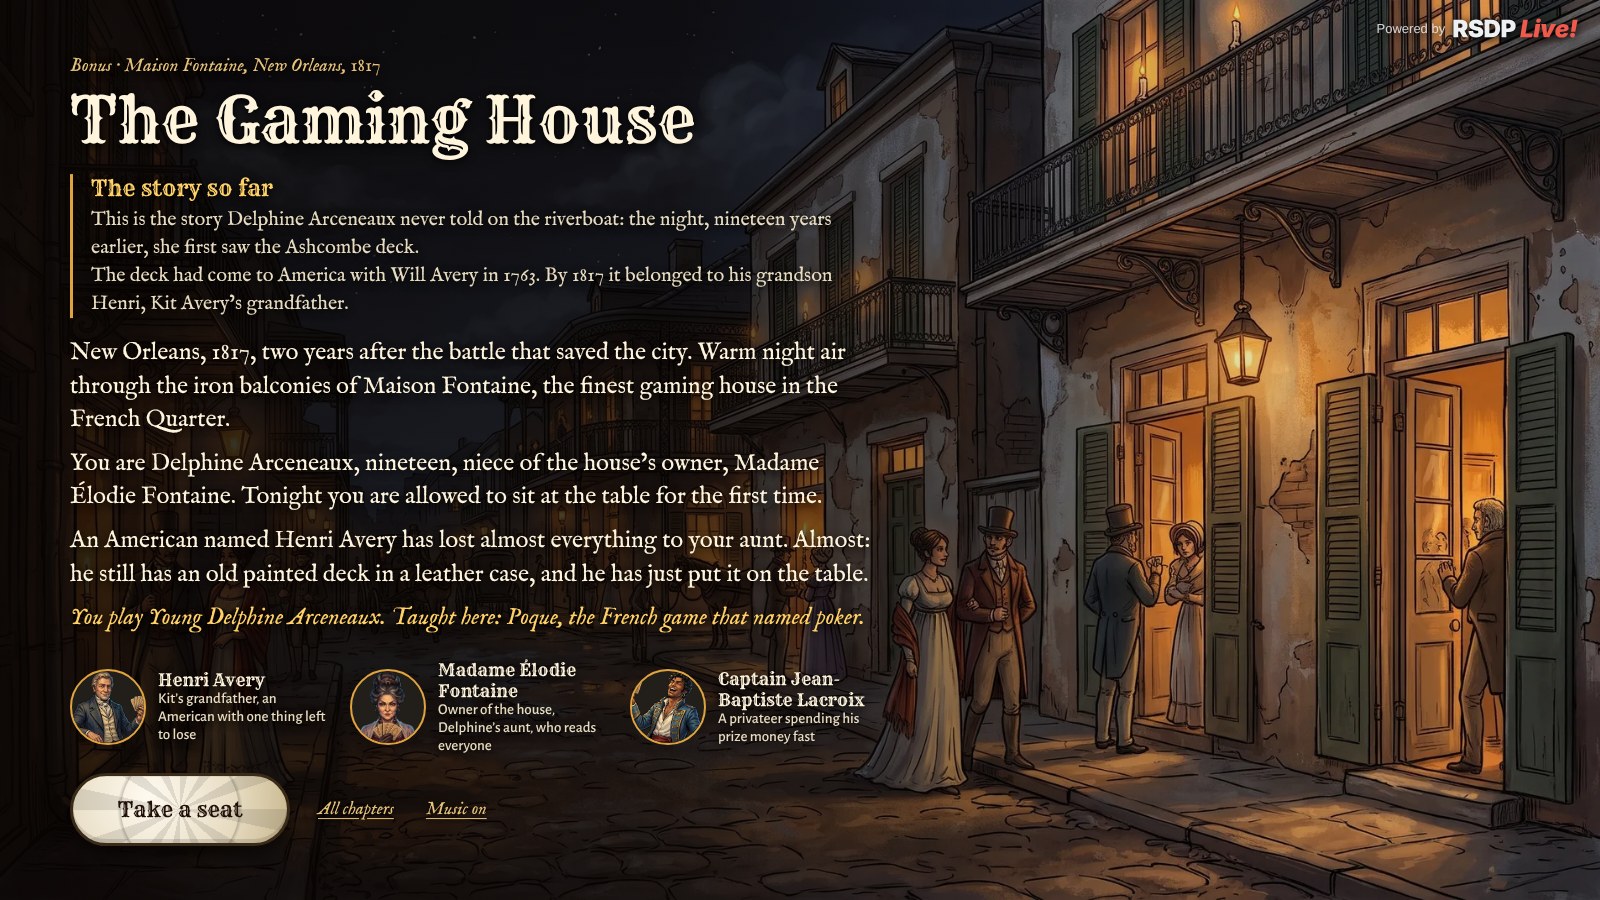 Powered by RSDP Live!
Bonus · Maison Fontaine, New Orleans, 1817
The Gaming House
The story so far
This is the story Delphine Arceneaux never told on the riverboat: the night, nineteen years
earlier, she first saw the Ashcombe deck.
The deck had come to America with Will Avery in 1763. By 1817 it belonged to his grandson
Henri, Kit Avery's grandfather.
New Orleans, 1817, two years after the battle that saved the city. Warm night air
through the iron balconies of Maison Fontaine, the finest gaming house in the
French Quarter.
You are Delphine Arceneaux, nineteen, niece of the house's owner, Madame
Élodie Fontaine. Tonight you are allowed to sit at the table for the first time.
An American named Henri Avery has lost almost everything to your aunt. Almost:
he still has an old painted deck in a leather case, and he has just put it on the table.
You play Young Delphine Arceneaux. Taught here: Poque, the French game that named poker.
Henri Avery
Kit's grandfather, an
American with one thing left
to lose
Madame Élodie
Fontaine
Owner of the house,
Delphine's aunt, who reads
everyone
Captain Jean-
Baptiste Lacroix
A privateer spending his
prize money fast
Take a seat
All chapters
Music on